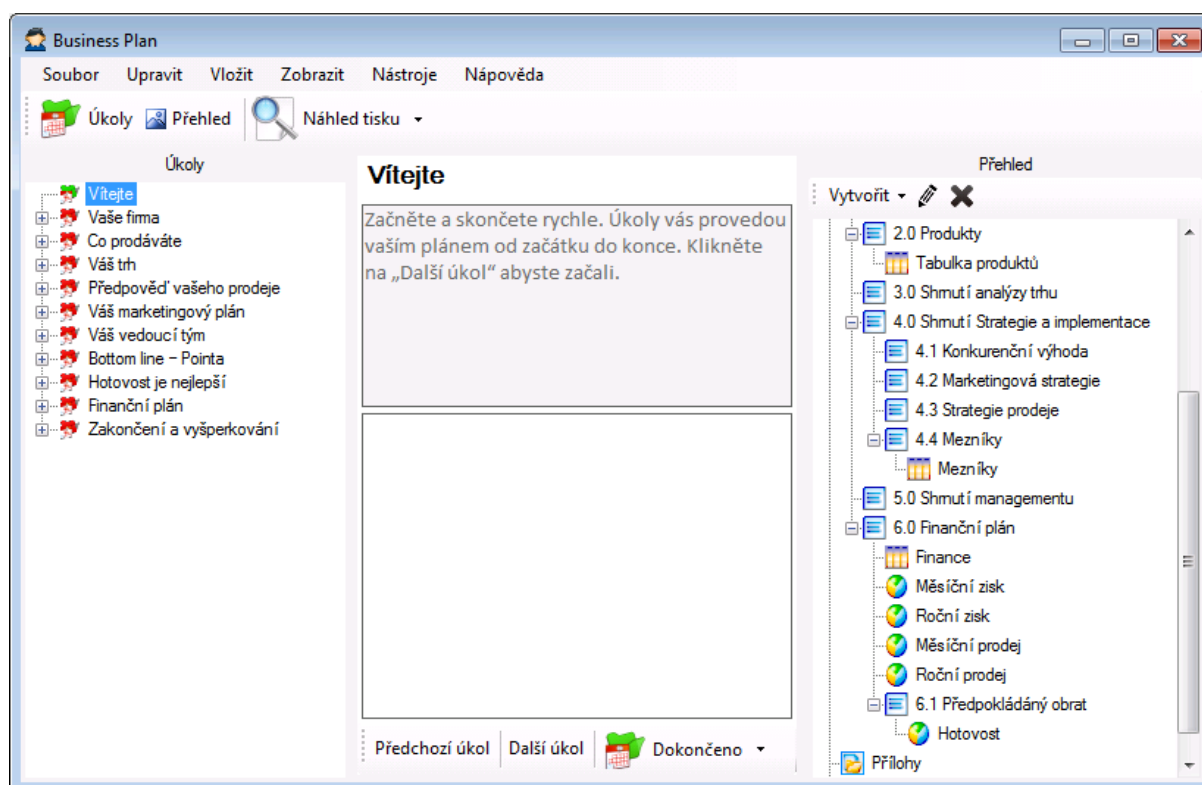 Business Plan
Soubor Upravit Vložit Zobrazit Nástroje Nápověda
Úkoly Přehled Náhled tisku
Úkoly
Vítejte
Vaše firma
Co prodáváte
Váš trh
Předpověď vašeho prodeje
Váš marketingový plán
Váš vedoucí tým
Bottom line – Pointa
Hotovost je nejlepší
Finanční plán
Zakončení a vyšperkování
Vítejte
Začněte a skončete rychle. Úkoly vás provedou
vaším plánem od začátku do konce. Klikněte
na „Další úkol“ abyste začali.
Předchozí úkol Další úkol Dokončeno
Přehled
Vytvořit
2.0 Produkty
Tabulka produktů
3.0 Shrnutí analýzy trhu
4.0 Shrnutí Strategie a implementace
4.1 Konkurenční výhoda
4.2 Marketingová strategie
4.3 Strategie prodeje
4.4 Mezníky
Mezníky
5.0 Shrnutí managementu
6.0 Finanční plán
Finance
Měsíční zisk
Roční zisk
Měsíční prodej
Roční prodej
6.1 Předpokládáný obrat
Hotovost
Přílohy